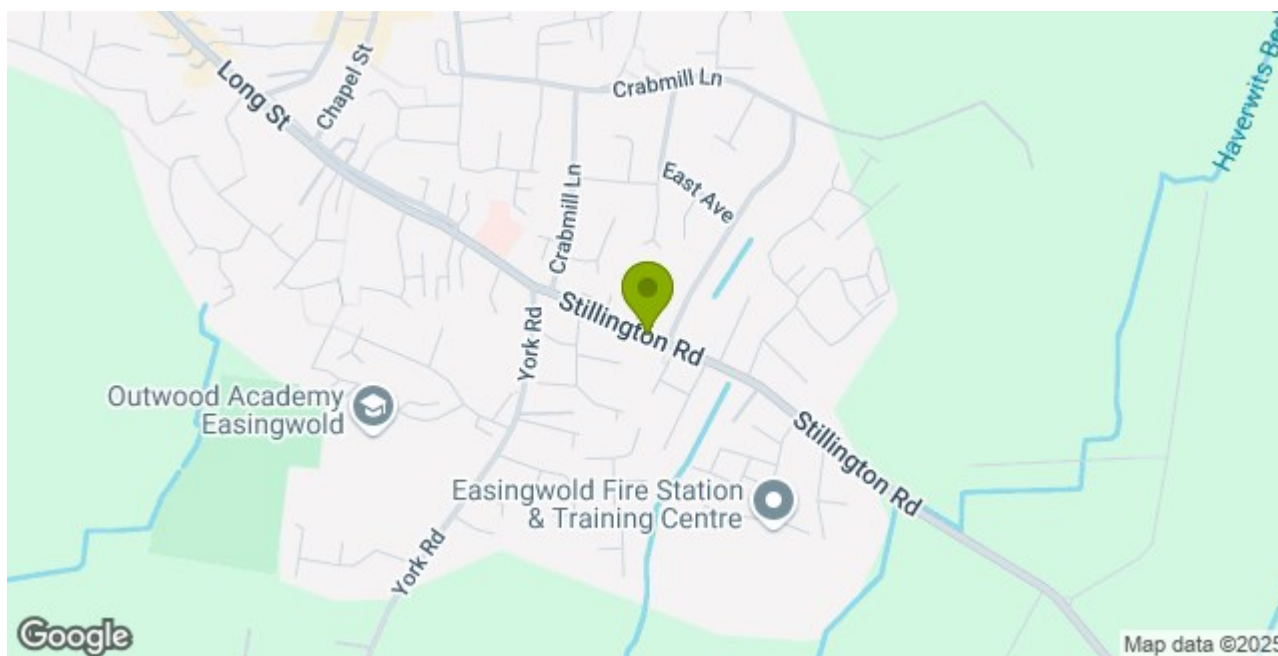 Long St
Chapel St
Crabmill Ln
Haverwits Bec
East Ave
Crabmill Ln
Stillington Rd
York Rd
Outwood Academy
Easingwold
Stillington Rd
Easingwold Fire Station
& Training Centre
York Rd
Google
Map data ©2025